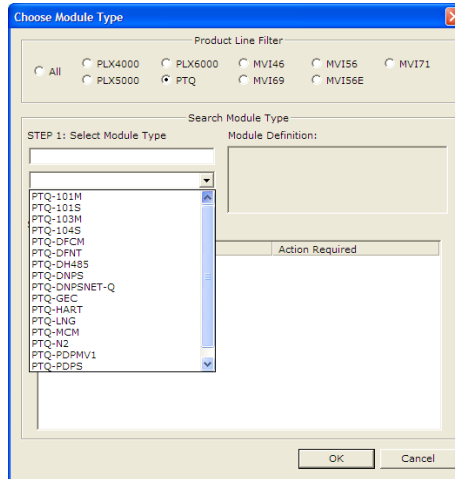 Choose Module Type
Product Line Filter
All PLX4000 PLX6000 MVI46 MVI56 MVI71
PLX5000 PTQ MVI69 MVI56E
Search Module Type
STEP 1: Select Module Type Module Definition:
PTQ-101M
PTQ-101S
PTQ-103M
PTQ-104S
PTQ-DFCM
PTQ-DFNT
Action Required
PTQ-DH485
PTQ-DNPS
PTQ-DNPSNET-Q
PTQ-GEC
PTQ-HART
PTQ-LNG
PTQ-MCM
PTQ-N2
PTQ-PDPMV1
PTQ-PDPS
OK Cancel